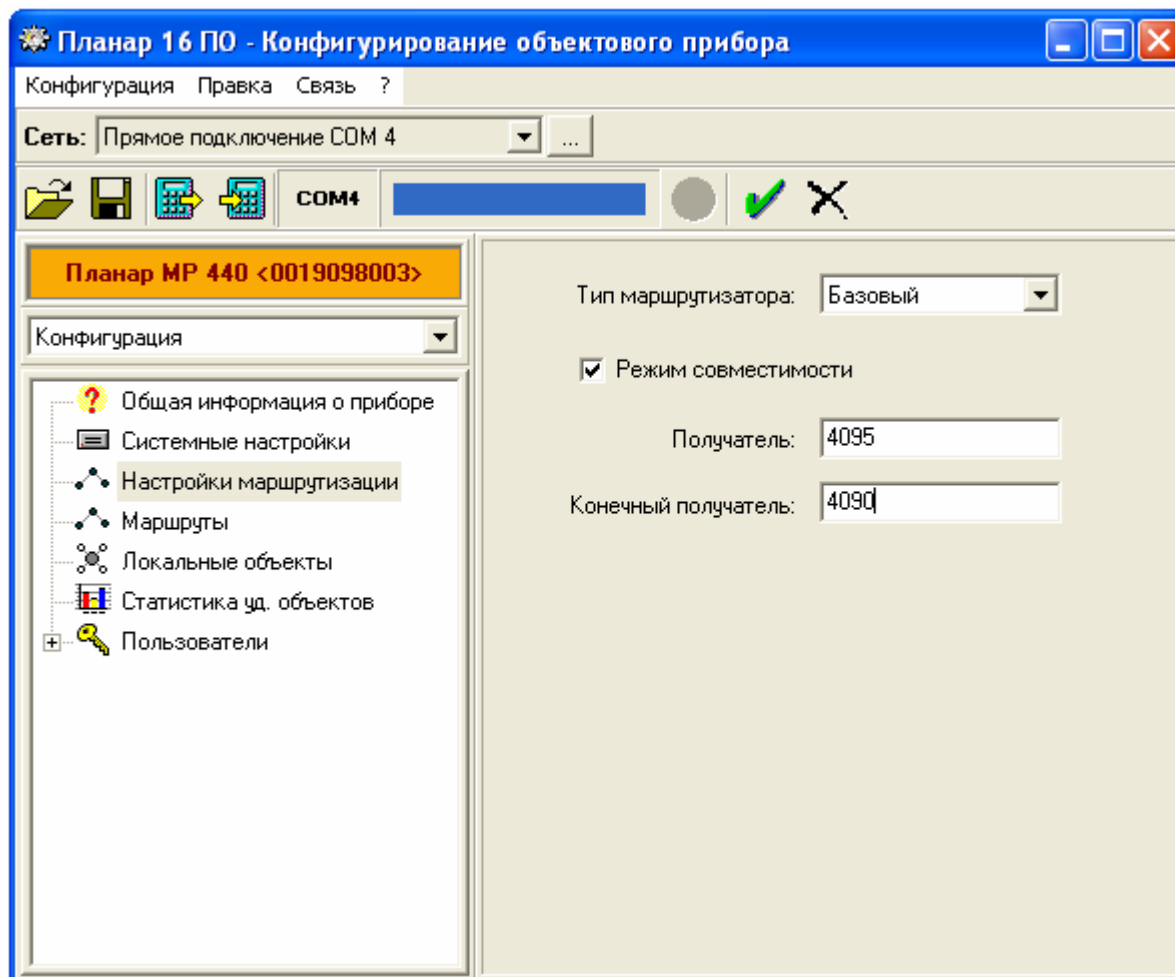 Планар 16 ПО - Конфигурирование объектового прибора
Конфигурация Правка Связь ?
Сеть: Прямое подключение COM 4 ...
COM4
Планар МР 440 <0019098003>
Конфигурация
Общая информация о приборе
Системные настройки
Настройки маршрутизации
Маршруты
Локальные объекты
Статистика уд. объектов
Пользователи
Тип маршрутизатора: Базовый
Режим совместимости
Получатель: 4095
Конечный получатель: 4090